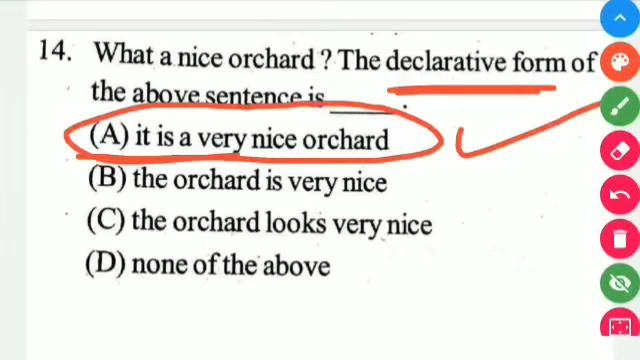 14. What a nice orchard ? The declarative form of
the above sentence is ______.
(A) it is a very nice orchard
(B) the orchard is very nice
(C) the orchard looks very nice
(D) none of the above